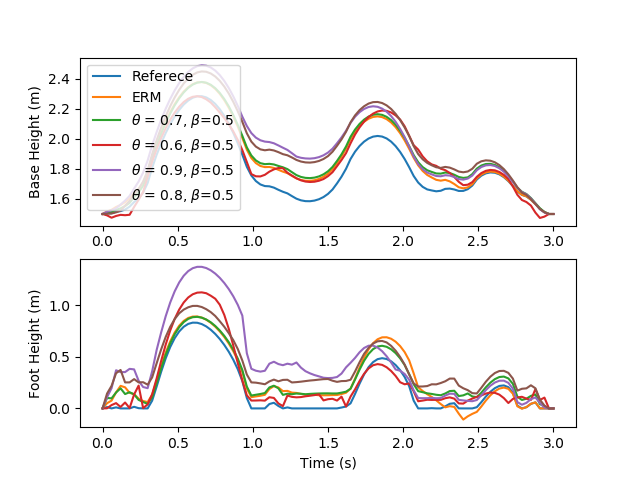 2.4
2.2
2.0
1.8
1.6
Base Height (m)
Referece
ERM
θ = 0.7, β=0.5
θ = 0.6, β=0.5
θ = 0.9, β=0.5
θ = 0.8, β=0.5
0.0 0.5 1.0 1.5 2.0 2.5 3.0
1.0
0.5
0.0
Foot Height (m)
0.0 0.5 1.0 1.5 2.0 2.5 3.0
Time (s)